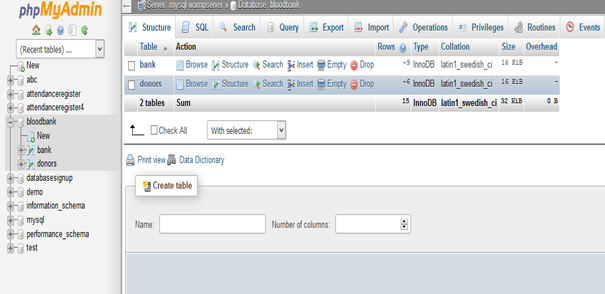 phpMyAdmin
(Recent tables) ...
New
abc
attendanceregister
attendanceregister4
bloodbank
New
bank
donors
databasesignup
demo
information_schema
mysql
performance_schema
test
Server: mysql wampserver » Database: bloodbank
Structure SQL Search Query Export Import Operations Privileges Routines Events
Table Action Rows Type Collation Size Overhead
bank Browse Structure Search Insert Empty Drop ~9 InnoDB latin1_swedish_ci 16 KiB -
donors Browse Structure Search Insert Empty Drop ~6 InnoDB latin1_swedish_ci 16 KiB -
2 tables Sum 15 InnoDB latin1_swedish_ci 32 KiB 0 B
Check All With selected:
Print view Data Dictionary
Create table
Name: Number of columns: